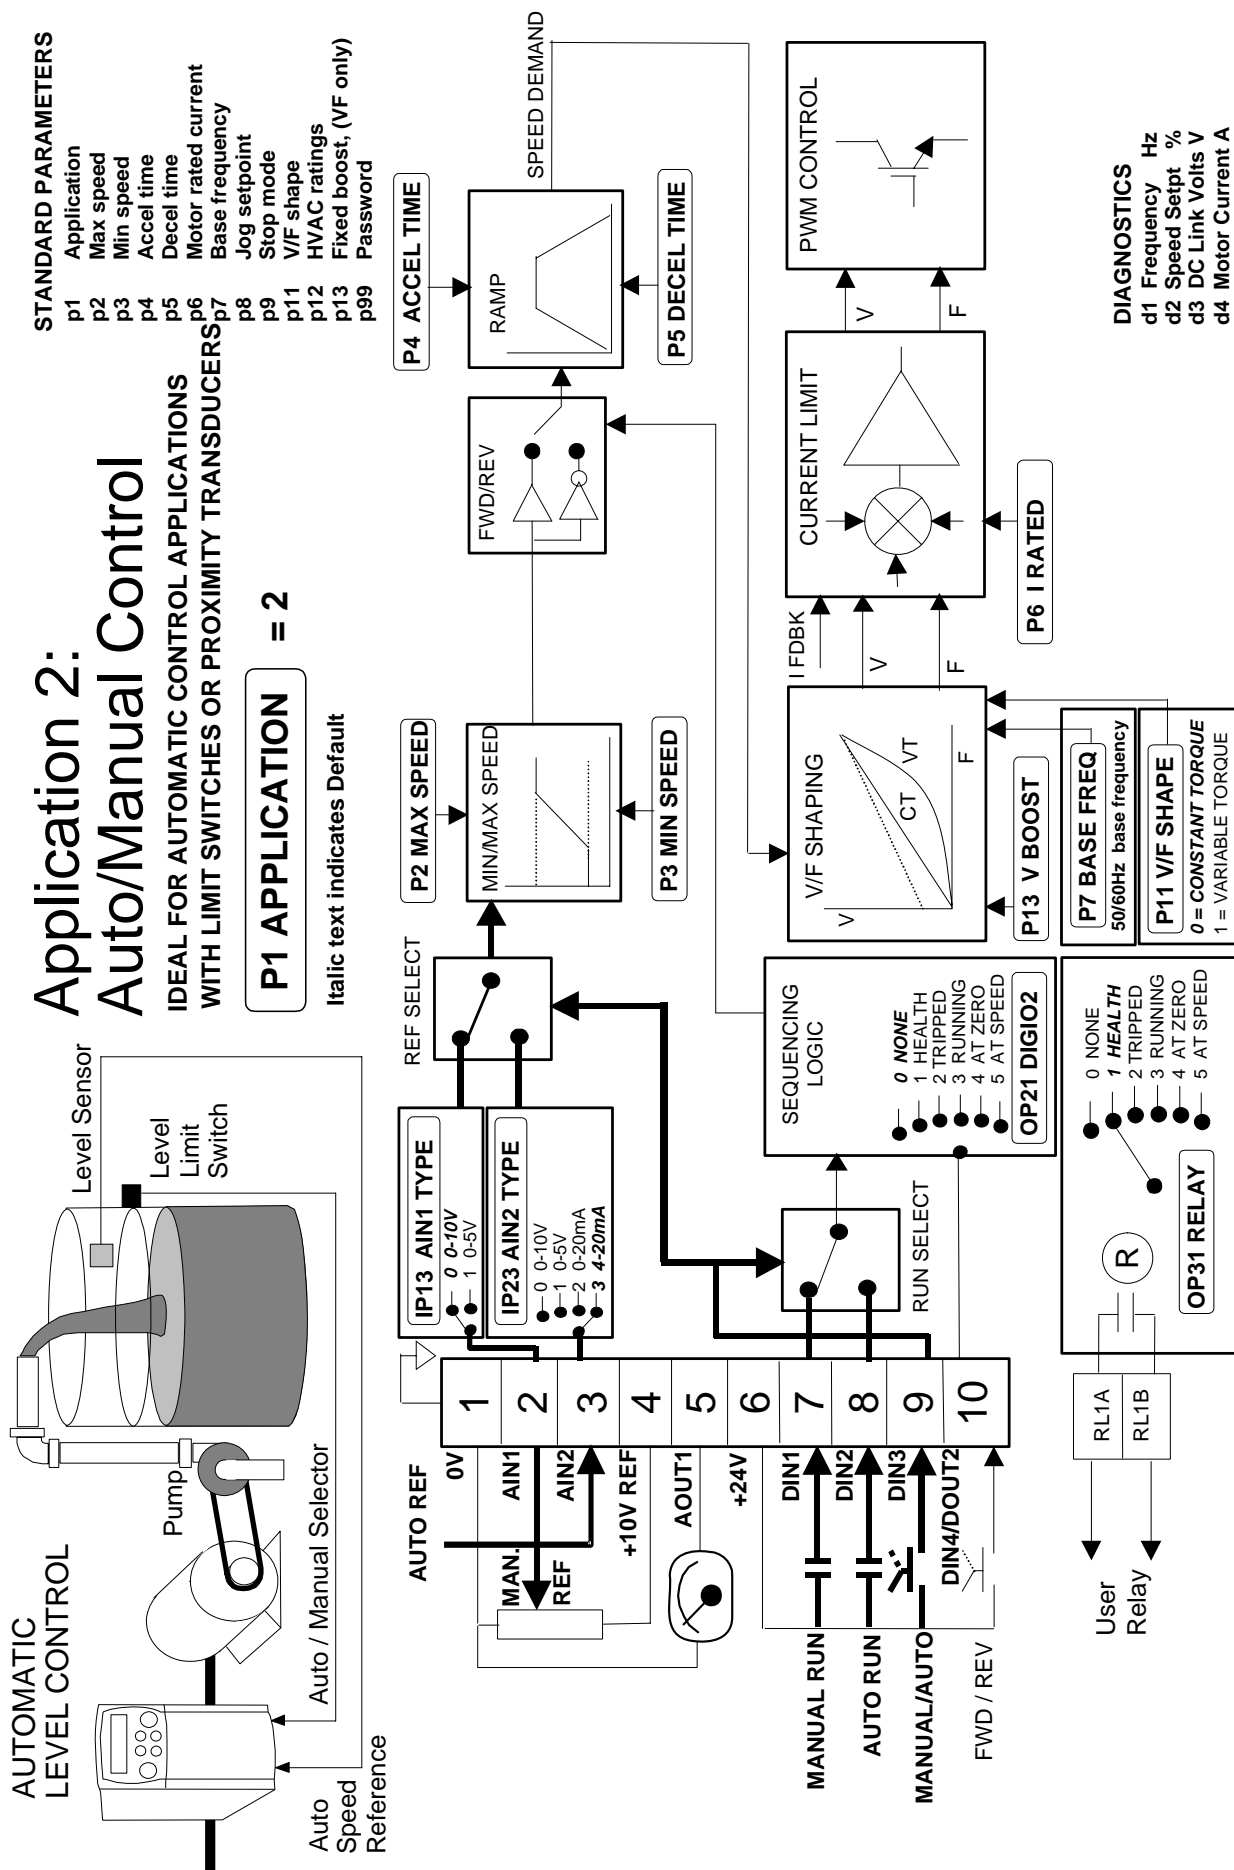 Application 2:
Auto/Manual Control
IDEAL FOR AUTOMATIC CONTROL APPLICATIONS
WITH LIMIT SWITCHES OR PROXIMITY TRANSDUCERS
P1 APPLICATION = 2
Italic text indicates Default
AUTOMATIC
LEVEL CONTROL
Pump
Level Sensor
Level
Limit
Switch
Auto / Manual Selector
Auto
Speed
Reference
STANDARD PARAMETERS
p1 Application
p2 Max speed
p3 Min speed
p4 Accel time
p5 Decel time
p6 Motor rated current
p7 Base frequency
p8 Jog setpoint
p9 Stop mode
p11 V/F shape
p12 HVAC ratings
p13 Fixed boost, (VF only)
p99 Password
AUTO REF
0V
MAN.
REF
AIN1
AIN2
+10V REF
AOUT1
+24V
DIN1
DIN2
DIN3
DIN4/DOUT2
1
2
3
4
5
6
7
8
9
10
MANUAL RUN
AUTO RUN
MANUAL/AUTO
FWD / REV
IP13 AIN1 TYPE
0 0-10V
1 0-5V
IP23 AIN2 TYPE
0 0-10V
1 0-5V
2 0-20mA
3 4-20mA
REF SELECT
P2 MAX SPEED
MIN/MAX SPEED
P3 MIN SPEED
FWD/REV
P4 ACCEL TIME
RAMP
P5 DECEL TIME
SPEED DEMAND
RUN SELECT
SEQUENCING
LOGIC
0 NONE
1 HEALTH
2 TRIPPED
3 RUNNING
4 AT ZERO
5 AT SPEED
OP21 DIGIO2
V/F SHAPING
V
CT
VT
F
P13 V BOOST
P7 BASE FREQ
50/60Hz base frequency
P11 V/F SHAPE
0 = CONSTANT TORQUE
1 = VARIABLE TORQUE
I FDBK
V
F
CURRENT LIMIT
P6 I RATED
V
F
PWM CONTROL
User
Relay
RL1A
RL1B
R
OP31 RELAY
0 NONE
1 HEALTH
2 TRIPPED
3 RUNNING
4 AT ZERO
5 AT SPEED
DIAGNOSTICS
d1 Frequency Hz
d2 Speed Setpt %
d3 DC Link Volts V
d4 Motor Current A